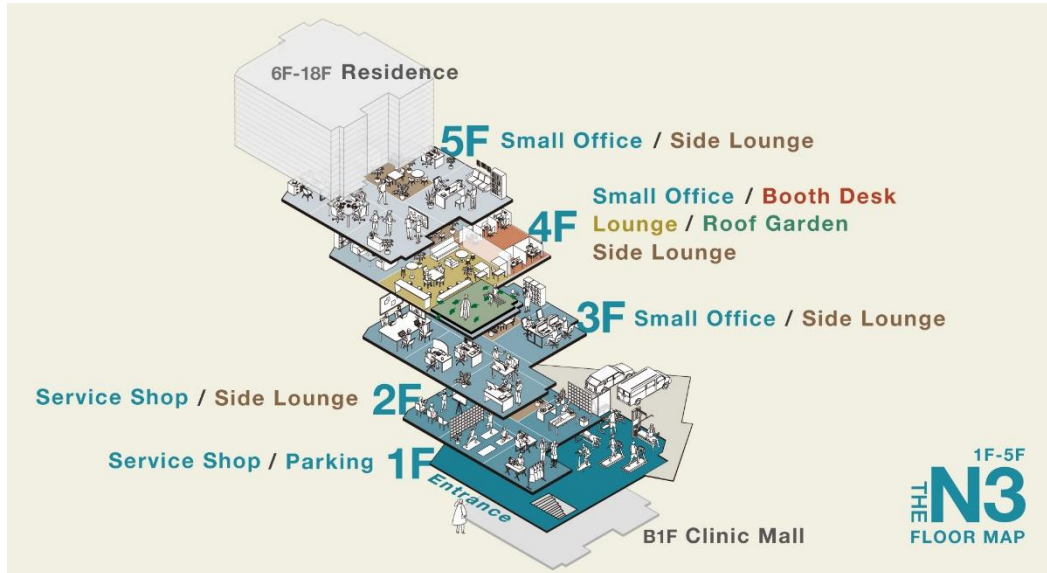 6F-18F Residence
5F Small Office / Side Lounge
4F Small Office / Booth Desk
Lounge / Roof Garden
Side Lounge
3F Small Office / Side Lounge
Service Shop / Side Lounge 2F
Service Shop / Parking 1F
Entrance
B1F Clinic Mall
1F-5F
THE N3
FLOOR MAP